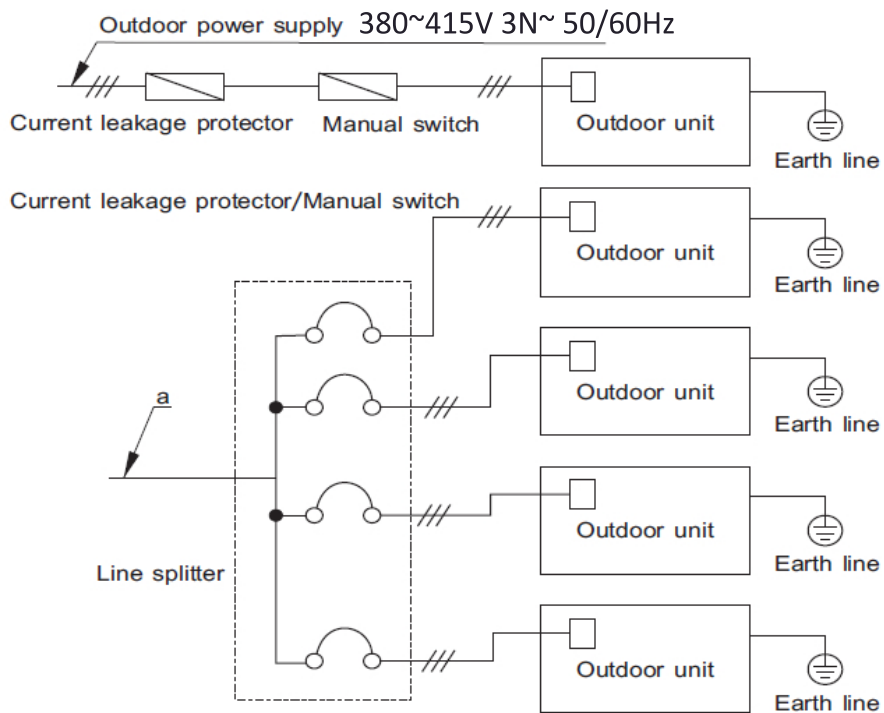 Outdoor power supply 380~415V 3N~ 50/60Hz
Current leakage protector
Manual switch
Outdoor unit
Earth line
Current leakage protector/Manual switch
Outdoor unit
Earth line
Outdoor unit
Earth line
a
Outdoor unit
Earth line
Line splitter
Outdoor unit
Earth line